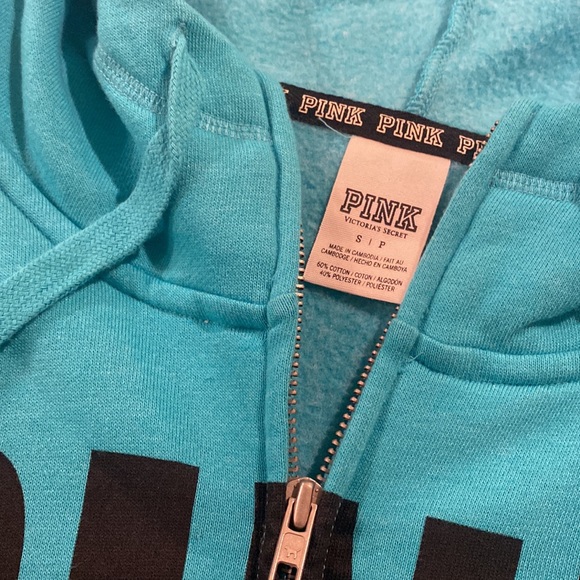 PINK PINK PI
PINK
VICTORIA'S SECRET
S / P
MADE IN CAMBODIA / FAIT AU
CAMBODGE / HECHO EN CAMBOYA
60% COTTON / COTON / ALGODÓN
40% POLYESTER / POLIÉSTER